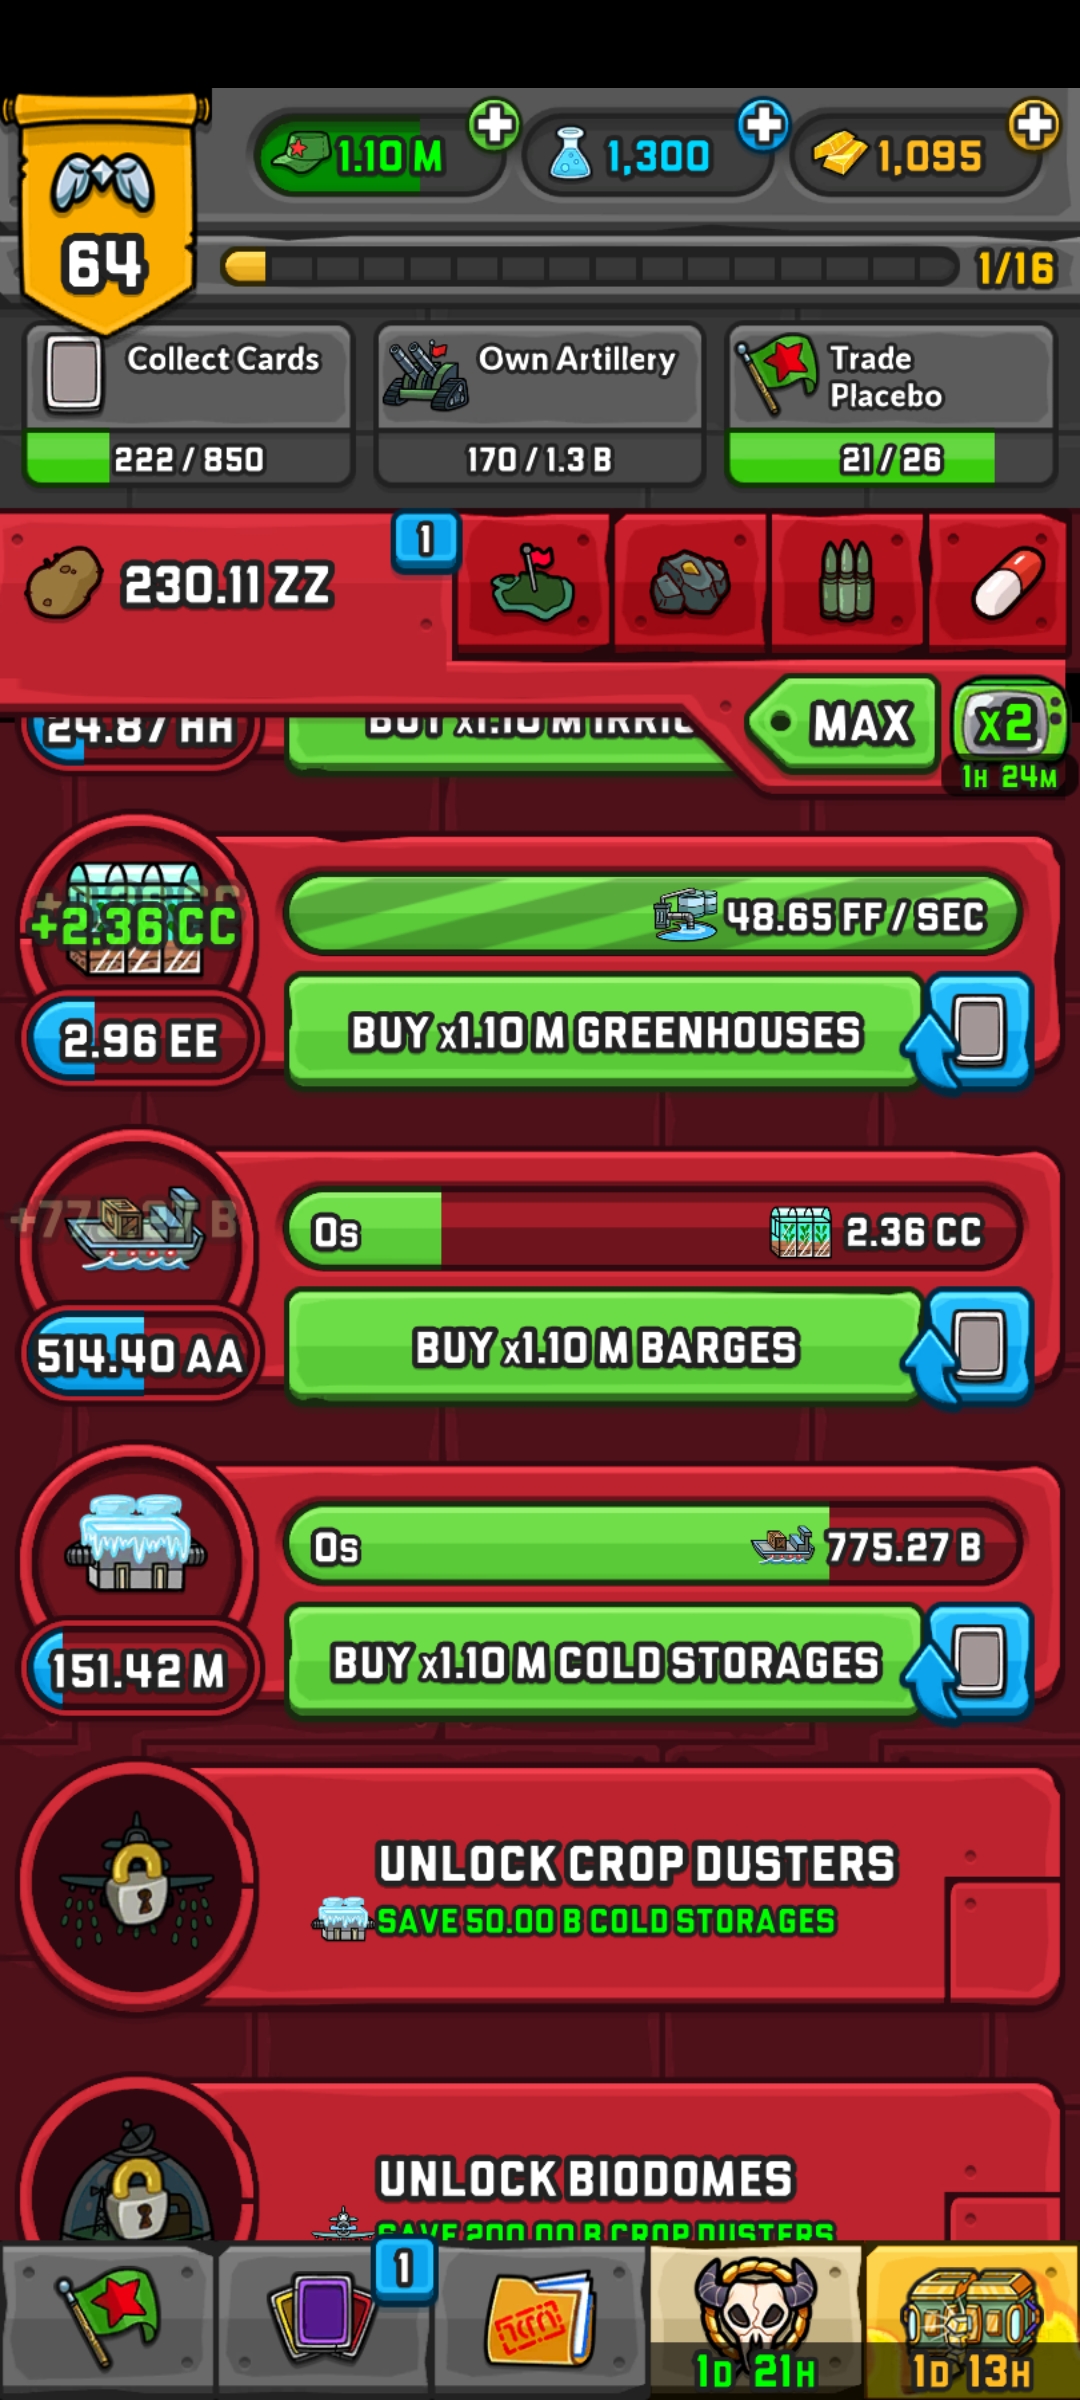 1.10 M
1,300
1,095
64
1/16
Collect Cards
222 / 850
Own Artillery
170 / 1.3 B
Trade
Placebo
21 / 26
230.11 ZZ
1
MAX
X2
1H 24M
24.87 HH
BUY x1.10 M
+2.36 CC
48.65 FF / SEC
2.96 EE
BUY x1.10 M GREENHOUSES
0s
2.36 CC
514.40 AA
BUY x1.10 M BARGES
0s
775.27 B
151.42 M
BUY x1.10 M COLD STORAGES
UNLOCK CROP DUSTERS
SAVE 50.00 B COLD STORAGES
UNLOCK BIODOMES
SAVE 200.00 B CROP DUSTERS
1
1D 21H
1D 13H